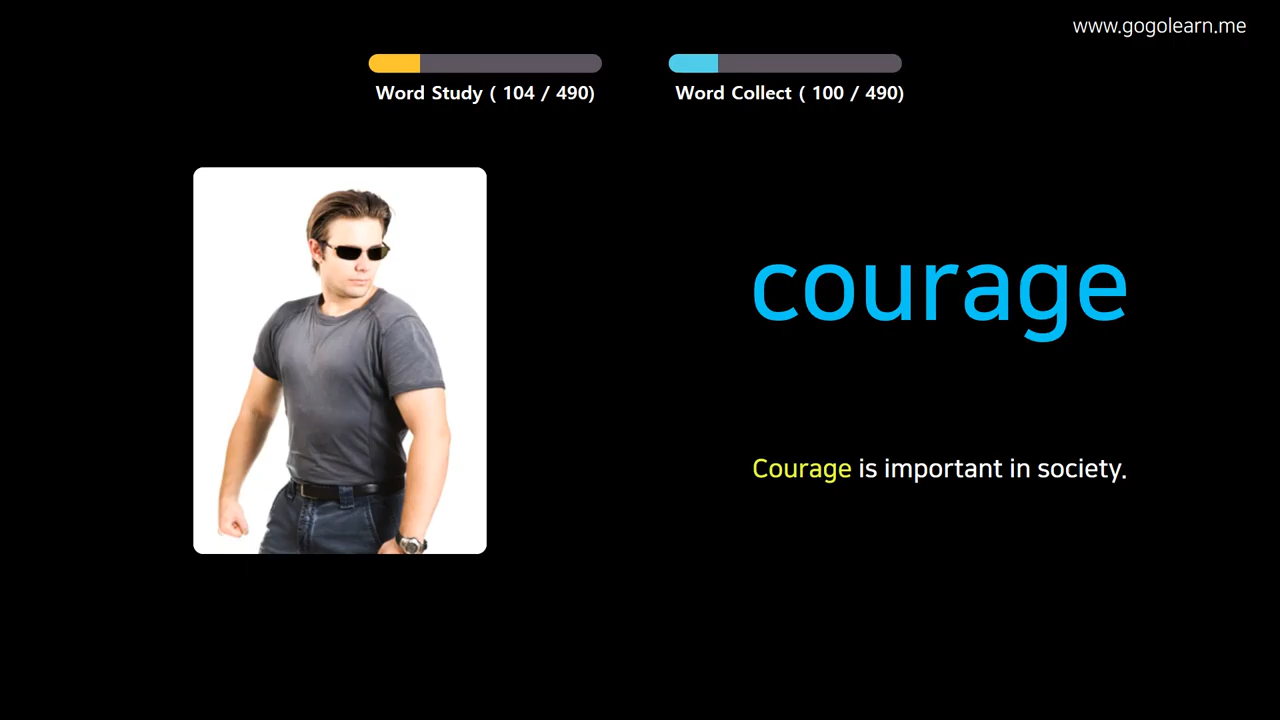 www.gogolearn.me
Word Study ( 104 / 490)
Word Collect ( 100 / 490)
courage
Courage is important in society.